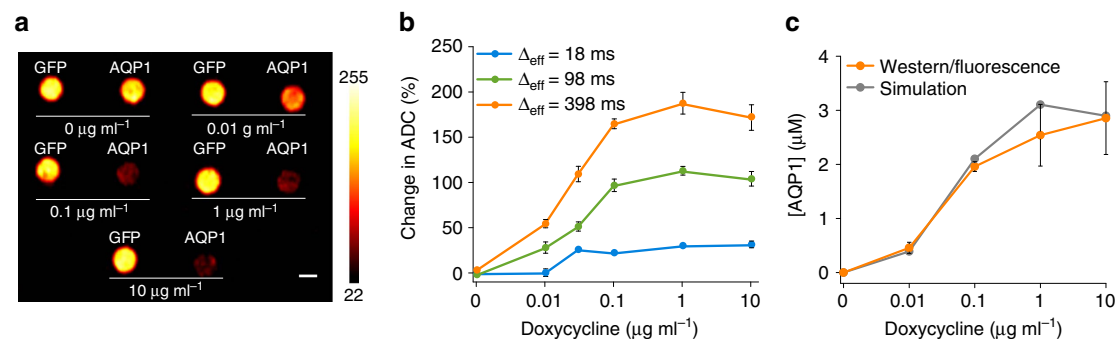 a
GFP AQP1 GFP AQP1
0 μg ml⁻¹ 0.01 g ml⁻¹
GFP AQP1 GFP AQP1
0.1 μg ml⁻¹ 1 μg ml⁻¹
GFP AQP1
10 μg ml⁻¹
255
22
b
Change in ADC (%)
250
200
150
100
50
0
Δeff = 18 ms
Δeff = 98 ms
Δeff = 398 ms
0 0.01 0.1 1 10
Doxycycline (μg ml⁻¹)
c
[AQP1] (μM)
4
3
2
1
0
Western/fluorescence
Simulation
0 0.01 0.1 1 10
Doxycycline (μg ml⁻¹)